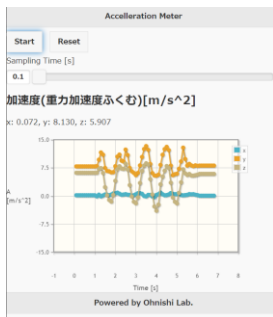 Accelleration Meter
Start Reset
Sampling Time [s]
0.1
加速度(重力加速度ふくむ)[m/s^2]
x: 0.072, y: 8.130, z: 5.907
15.0
7.5
0.0
-7.5
-15.0
A
[m/s^2]
x
y
z
-1 0 1 2 3 4 5 6 7 8
Time [s]
Powered by Ohnishi Lab.